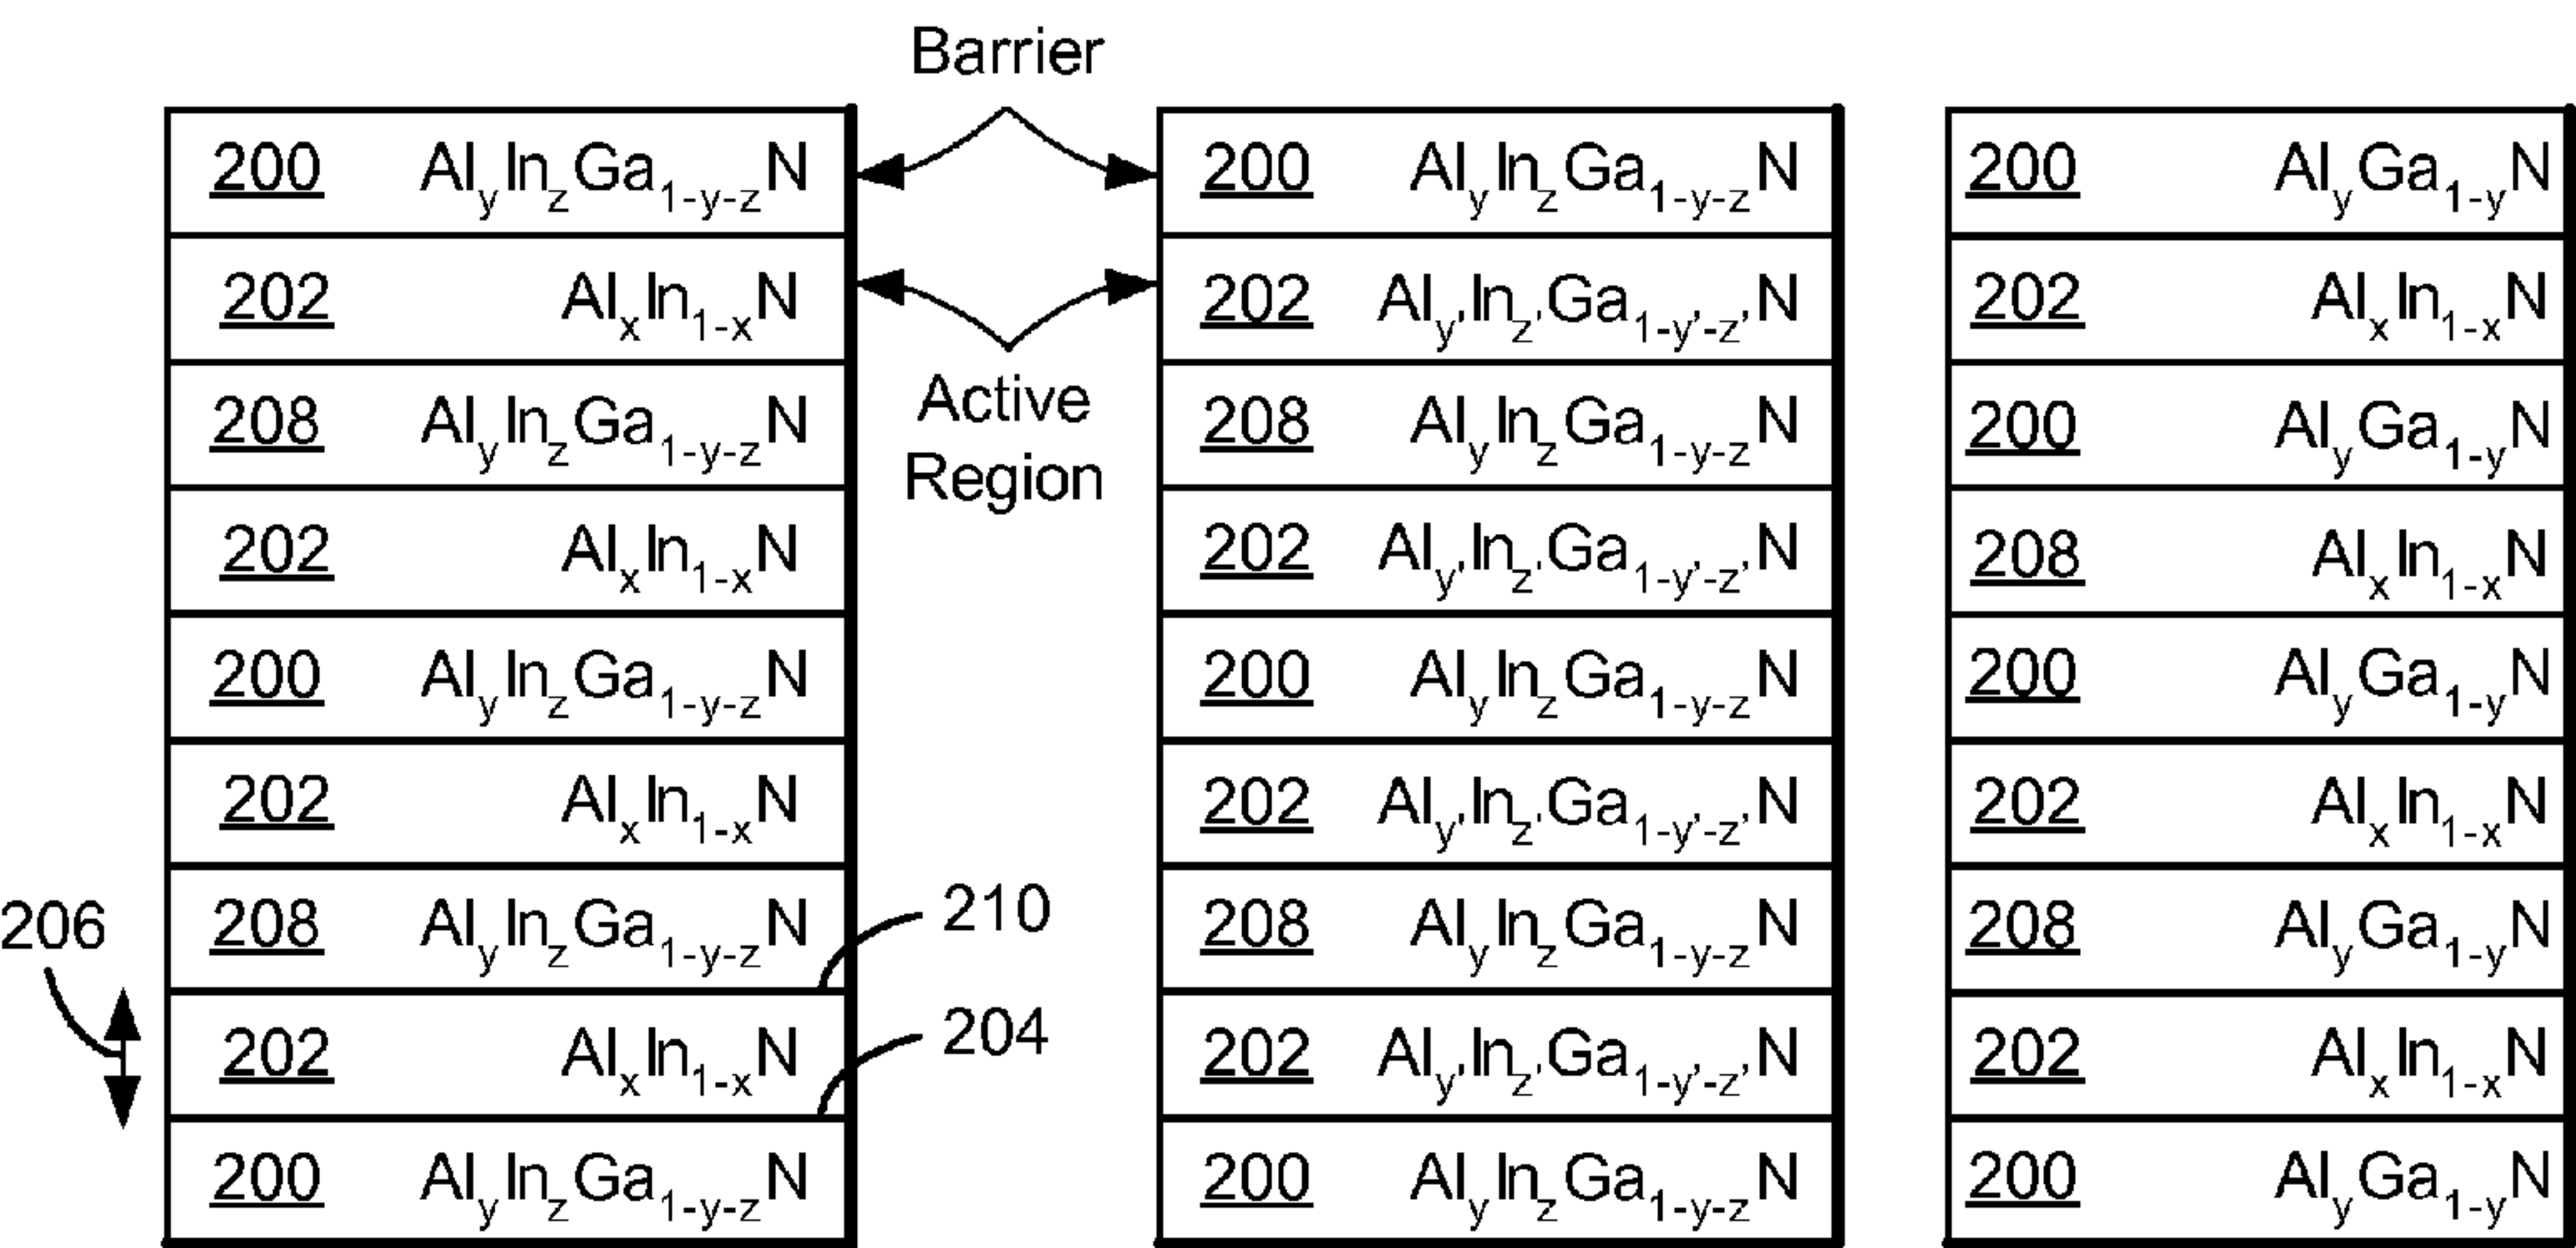 Barrier
200 AlyInzGa1-y-zN
202 AlxIn1-xN
208 AlyInzGa1-y-zN
202 AlxIn1-xN
200 AlyInzGa1-y-zN
202 AlxIn1-xN
208 AlyInzGa1-y-zN
202 AlxIn1-xN
200 AlyInzGa1-y-zN
206
210
204
Active
Region
200 AlyInzGa1-y-zN
202 Aly'Inz'Ga1-y'-z'N
208 AlyInzGa1-y-zN
202 Aly'Inz'Ga1-y'-z'N
200 AlyInzGa1-y-zN
202 Aly'Inz'Ga1-y'-z'N
208 AlyInzGa1-y-zN
202 Aly'Inz'Ga1-y'-z'N
200 AlyInzGa1-y-zN
200 AlyGa1-yN
202 AlxIn1-xN
200 AlyGa1-yN
208 AlxIn1-xN
200 AlyGa1-yN
202 AlxIn1-xN
208 AlyGa1-yN
202 AlxIn1-xN
200 AlyGa1-yN